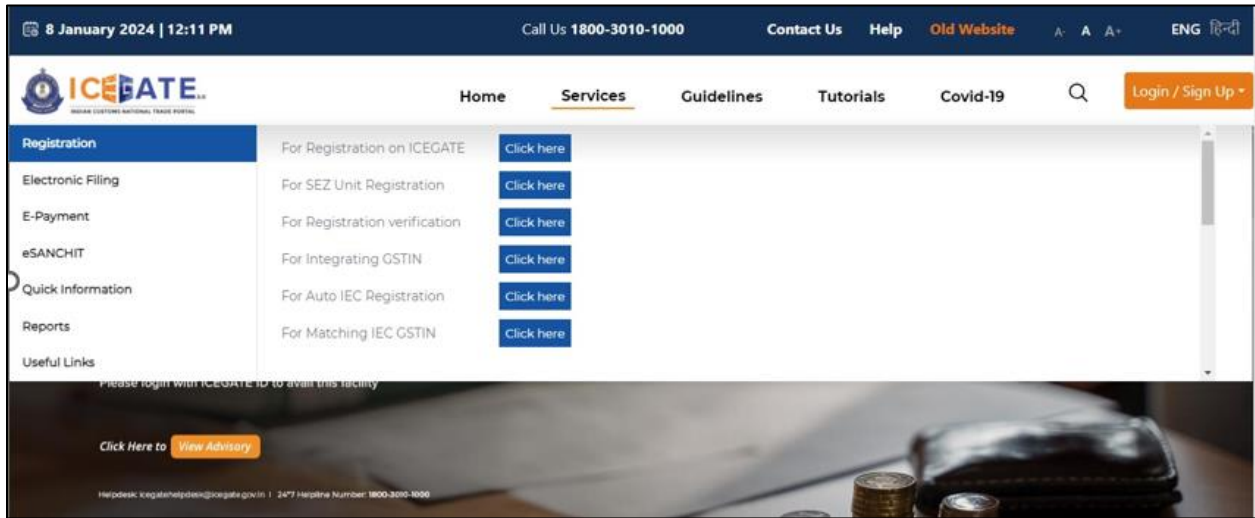 8 January 2024 | 12:11 PM Call Us 1800-3010-1000 Contact Us Help Old Website A- A A+ ENG हिन्दी
ICEGATE
INDIAN CUSTOMS NATIONAL TRADE PORTAL
Home Services Guidelines Tutorials Covid-19 Login / Sign Up
Registration For Registration on ICEGATE Click here
Electronic Filing For SEZ Unit Registration Click here
E-Payment For Registration verification Click here
eSANCHIT For Integrating GSTIN Click here
Quick Information For Auto IEC Registration Click here
Reports For Matching IEC GSTIN Click here
Useful Links
Please login with ICEGATE ID to avail this facility
Click Here to View Advisory
Helpdesk: icegatehelpdesk@icegate.gov.in | 24*7 Helpline Number: 1800-3010-1000